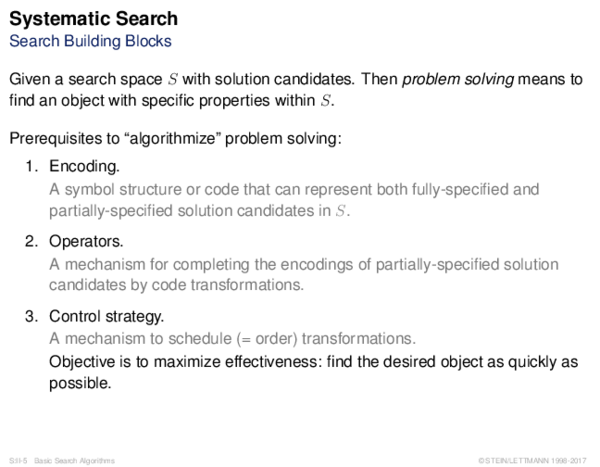 Systematic Search
Search Building Blocks
Given a search space S with solution candidates. Then problem solving means to
find an object with specific properties within S.
Prerequisites to “algorithmize” problem solving:
1. Encoding.
A symbol structure or code that can represent both fully-specified and
partially-specified solution candidates in S.
2. Operators.
A mechanism for completing the encodings of partially-specified solution
candidates by code transformations.
3. Control strategy.
A mechanism to schedule (= order) transformations.
Objective is to maximize effectiveness: find the desired object as quickly as
possible.
S:II-5 Basic Search Algorithms ©STEIN/LETTMANN 1998-2017